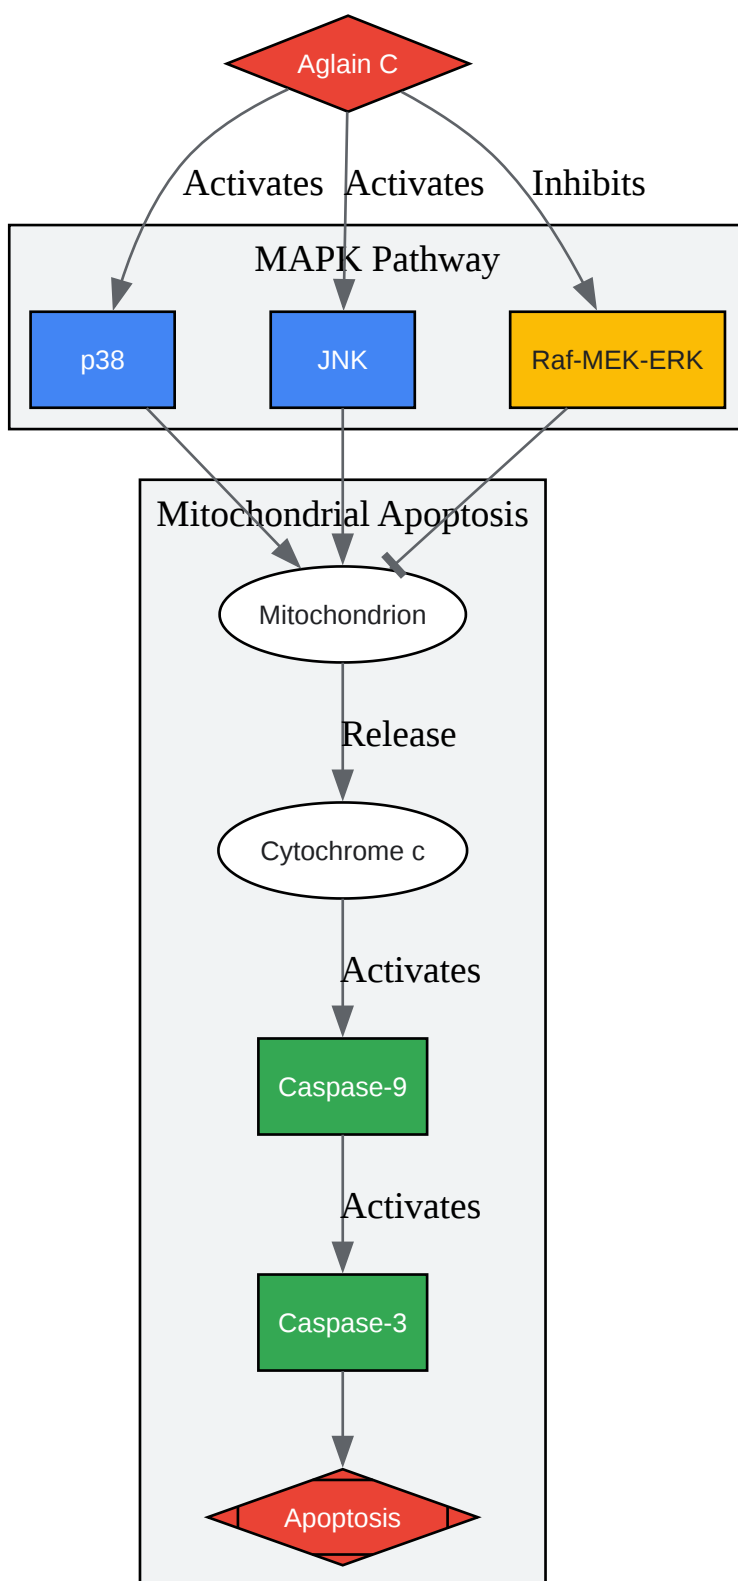 Aglain C
Activates
Activates
Inhibits
MAPK Pathway
p38
JNK
Raf-MEK-ERK
Mitochondrial Apoptosis
Mitochondrion
Release
Cytochrome c
Activates
Caspase-9
Activates
Caspase-3
Apoptosis